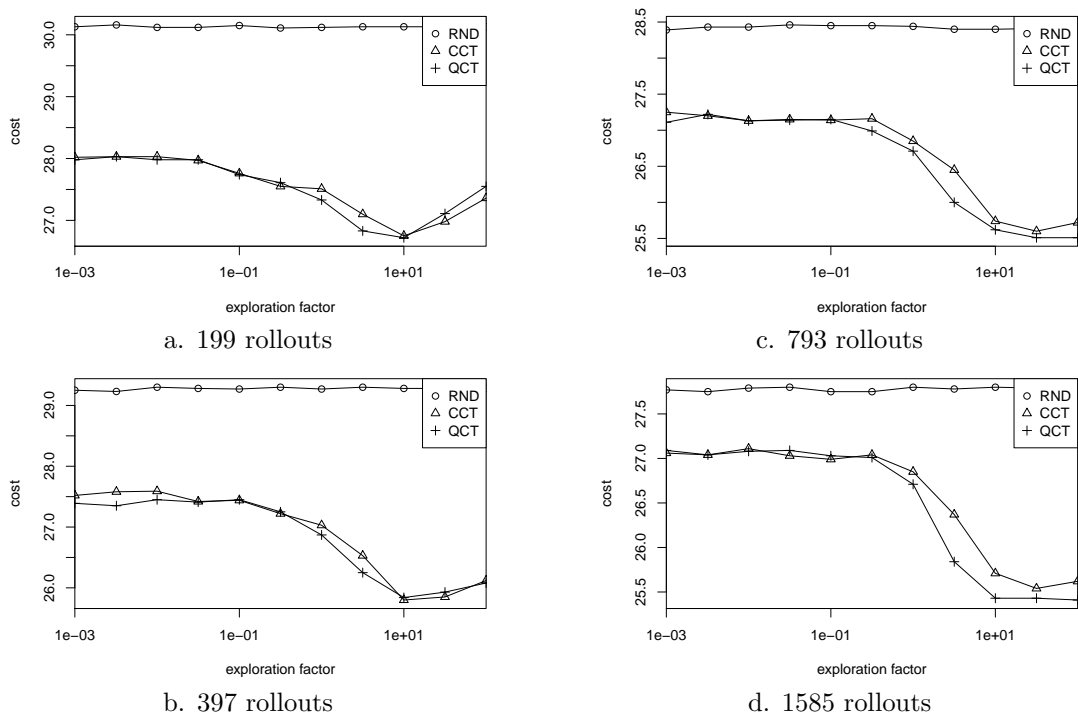 30.0
29.0
28.0
27.0
cost
RND
CCT
QCT
1e−03
1e−01
1e+01
exploration factor
a. 199 rollouts
28.5
27.5
26.5
25.5
cost
RND
CCT
QCT
1e−03
1e−01
1e+01
exploration factor
c. 793 rollouts
29.0
28.0
27.0
26.0
cost
RND
CCT
QCT
1e−03
1e−01
1e+01
exploration factor
b. 397 rollouts
27.5
27.0
26.5
26.0
25.5
cost
RND
CCT
QCT
1e−03
1e−01
1e+01
exploration factor
d. 1585 rollouts